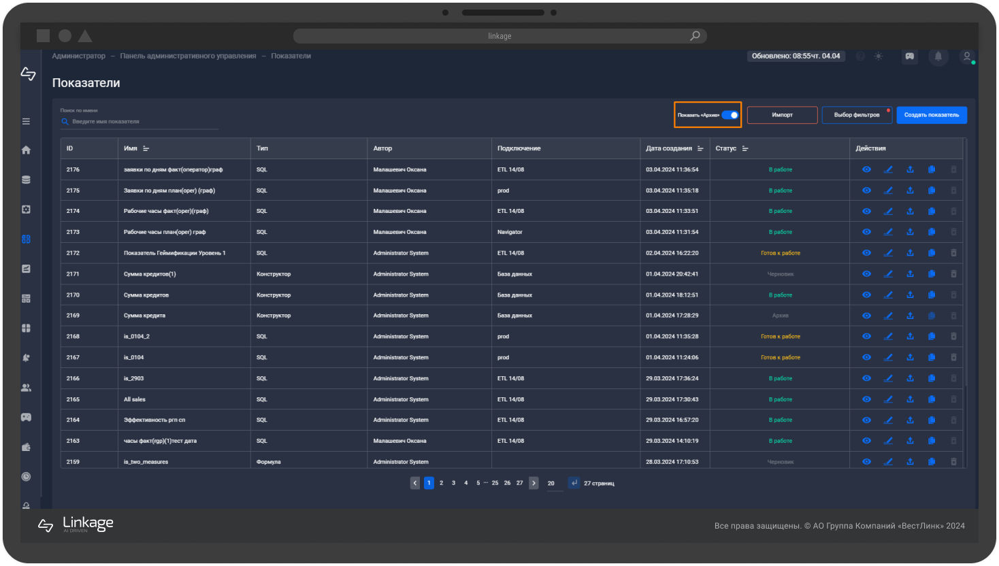 linkage
Администратор – Панель административного управления – Показатели
Обновлено: 08:55чт. 04.04
Показатели
Поиск по имени
Введите имя показателя
Показать «Архив»
Импорт
Выбор фильтров
Создать показатель
ID Имя Тип Автор Подключение Дата создания Статус Действия
2176 заявки по дням факт(оператор)граф SQL Малашевич Оксана ETL 14/08 03.04.2024 11:36:54 В работе
2175 Заявки по дням план(oper) (граф) SQL Малашевич Оксана prod 03.04.2024 11:35:18 В работе
2174 Рабочие часы факт(oper)(граф) SQL Малашевич Оксана ETL 14/08 03.04.2024 11:33:51 В работе
2173 Рабочие часы план(oper) граф SQL Малашевич Оксана Navigator 03.04.2024 11:31:54 В работе
2172 Показатель Геймификации Уровень 1 SQL Administrator System ETL 14/08 02.04.2024 16:22:20 Готов к работе
2171 Сумма кредитов(1) Конструктор Administrator System База данных 01.04.2024 20:42:41 Черновик
2170 Сумма кредитов Конструктор Administrator System База данных 01.04.2024 18:12:51 В работе
2169 Сумма кредита Конструктор Administrator System База данных 01.04.2024 17:28:29 Архив
2168 is_0104_2 SQL Administrator System prod 01.04.2024 11:35:28 Готов к работе
2167 is_0104 SQL Administrator System prod 01.04.2024 11:24:06 Готов к работе
2166 is_2903 SQL Administrator System ETL 14/08 29.03.2024 17:36:24 В работе
2165 All sales SQL Administrator System ETL 14/08 29.03.2024 17:30:43 В работе
2164 Эффективность ргп сп SQL Administrator System ETL 14/08 29.03.2024 16:57:20 В работе
2163 часы факт(rgp)(1)тест дата SQL Малашевич Оксана ETL 14/08 29.03.2024 14:10:19 В работе
2159 is_two_measures Формула Administrator System 28.03.2024 17:10:53 Черновик
1 2 3 4 5 ... 25 26 27 20 27 страниц
Linkage
AI DRIVEN
Все права защищены. © АО Группа Компаний «ВестЛинк» 2024